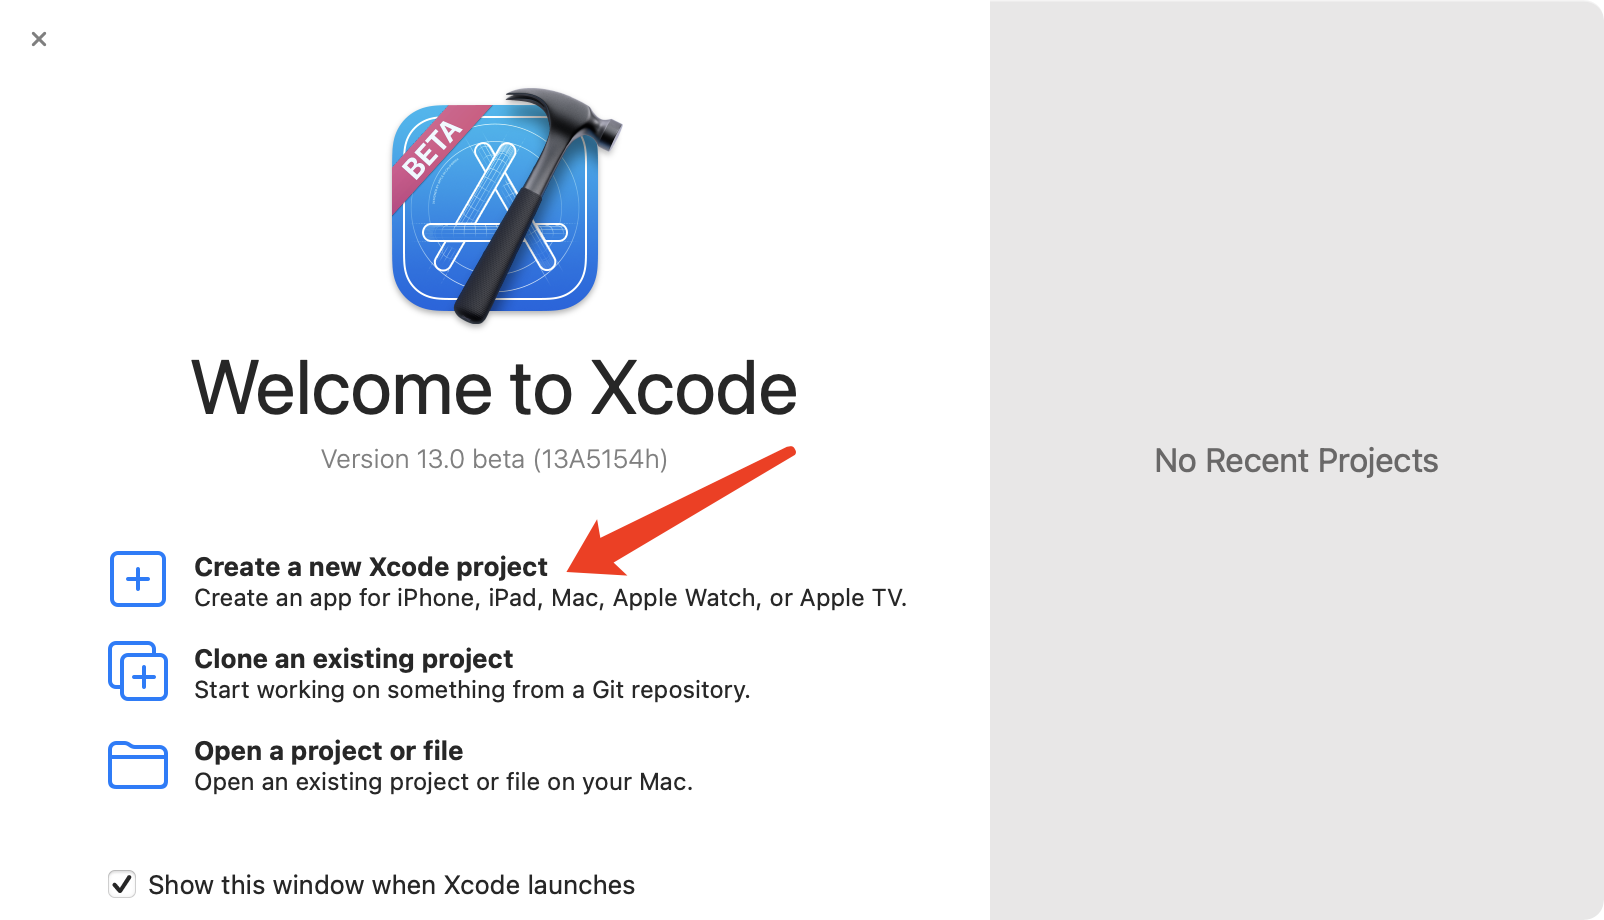 BETA
Welcome to Xcode
Version 13.0 beta (13A5154h)
Create a new Xcode project
Create an app for iPhone, iPad, Mac, Apple Watch, or Apple TV.
Clone an existing project
Start working on something from a Git repository.
Open a project or file
Open an existing project or file on your Mac.
Show this window when Xcode launches
No Recent Projects